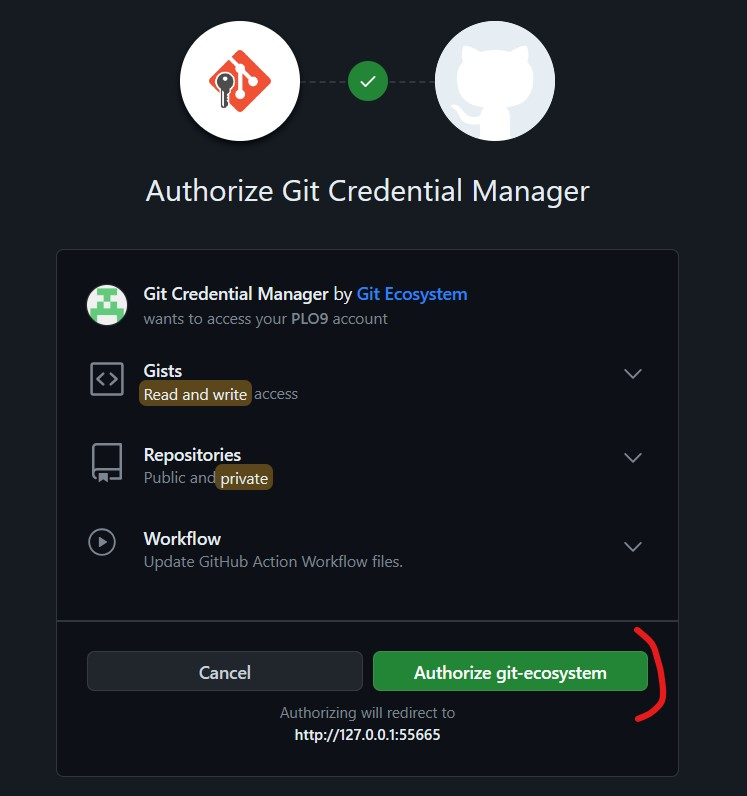 Authorize Git Credential Manager
Git Credential Manager by Git Ecosystem
wants to access your PLO9 account
Gists
Read and write access
Repositories
Public and private
Workflow
Update GitHub Action Workflow files.
Cancel
Authorize git-ecosystem
Authorizing will redirect to
http://127.0.0.1:55665